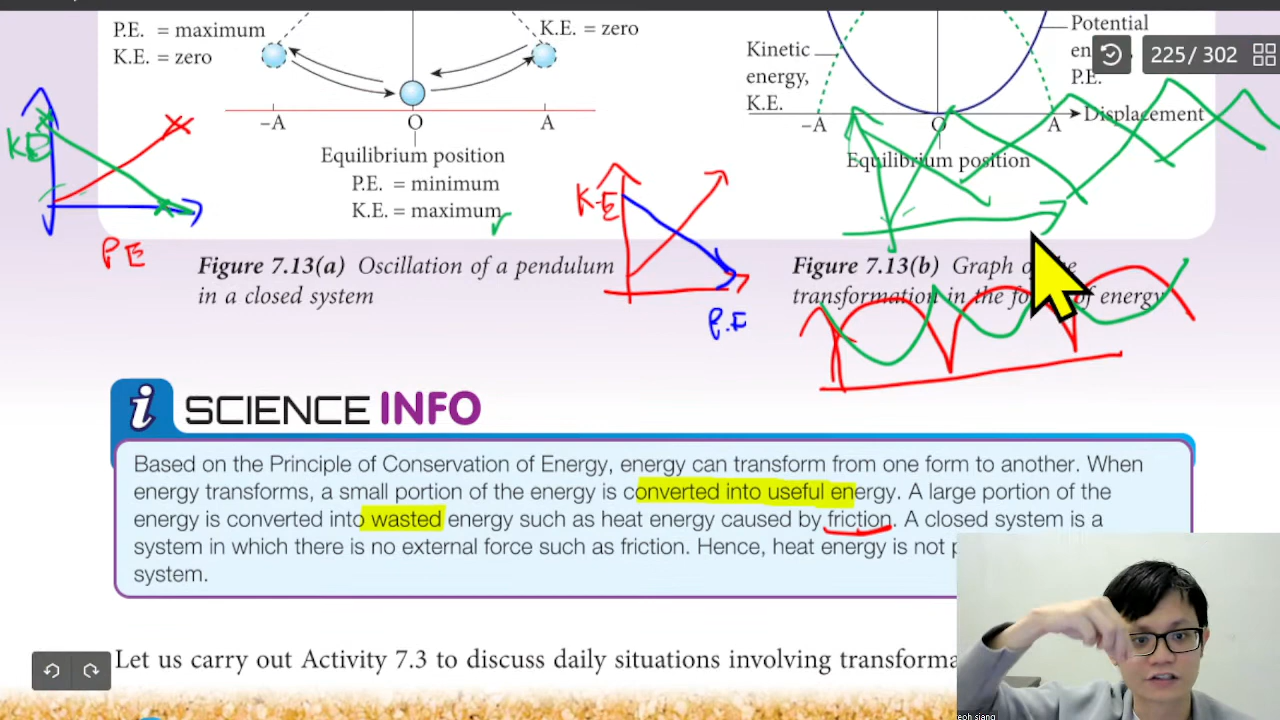 P.E. = maximum
K.E. = zero
K.E. = zero
−A
O
A
Equilibrium position
P.E. = minimum
K.E. = maximum
Figure 7.13(a) Oscillation of a pendulum
in a closed system
K.E
P.E
K.E
P.E
Potential
P.E.
Kinetic
energy,
K.E.
225 / 302
−A
O
A
Displacement
Equilibrium position
Figure 7.13(b) Graph of the
transformation in the form of energy
i SCIENCE INFO
Based on the Principle of Conservation of Energy, energy can transform from one form to another. When
energy transforms, a small portion of the energy is converted into useful energy. A large portion of the
energy is converted into wasted energy such as heat energy caused by friction. A closed system is a
system in which there is no external force such as friction. Hence, heat energy is not
system.
Let us carry out Activity 7.3 to discuss daily situations involving